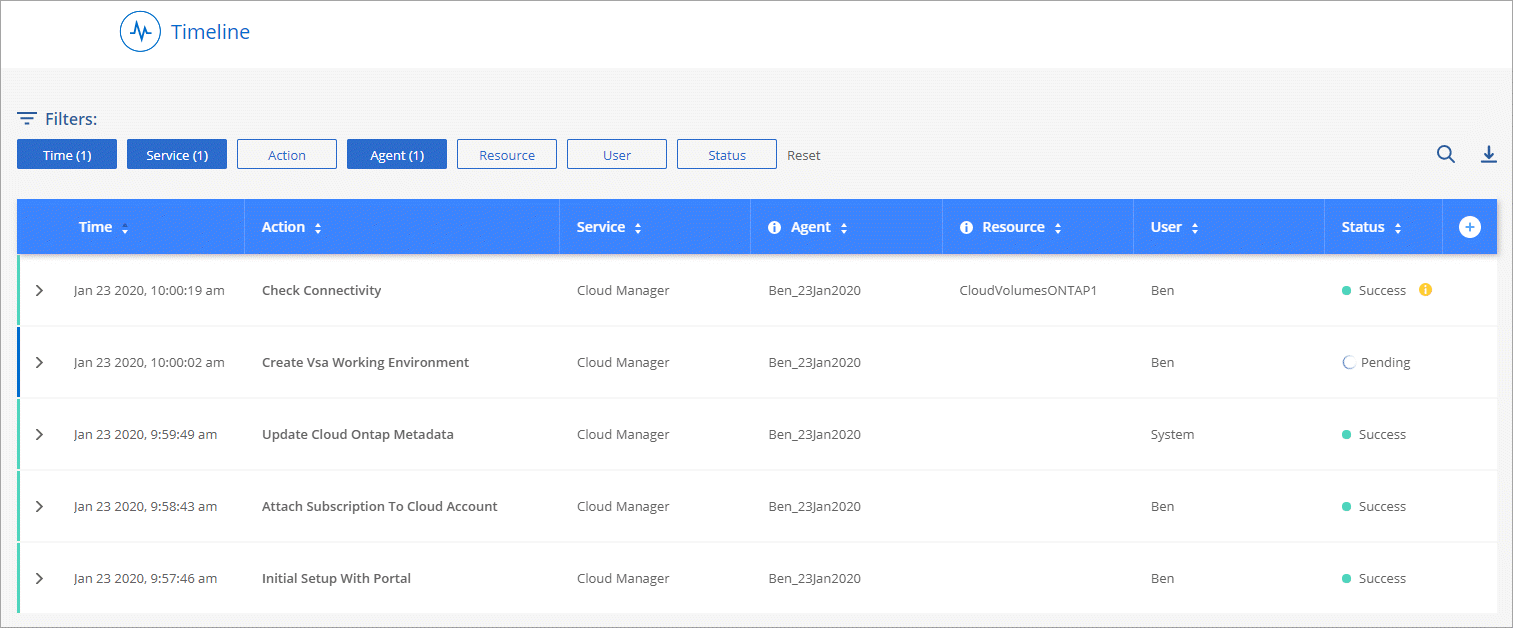 Timeline
Filters:
Time (1) Service (1) Action Agent (1) Resource User Status Reset
Time Action Service Agent Resource User Status
Jan 23 2020, 10:00:19 am Check Connectivity Cloud Manager Ben_23Jan2020 CloudVolumesONTAP1 Ben Success
Jan 23 2020, 10:00:02 am Create Vsa Working Environment Cloud Manager Ben_23Jan2020 Ben Pending
Jan 23 2020, 9:59:49 am Update Cloud Ontap Metadata Cloud Manager Ben_23Jan2020 System Success
Jan 23 2020, 9:58:43 am Attach Subscription To Cloud Account Cloud Manager Ben_23Jan2020 Ben Success
Jan 23 2020, 9:57:46 am Initial Setup With Portal Cloud Manager Ben_23Jan2020 Ben Success